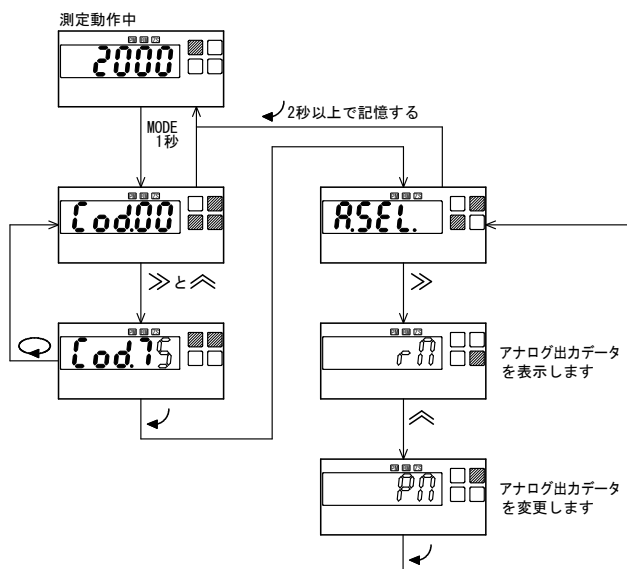 測定動作中
2000
2秒以上で記憶する
MODE
1秒
Cod.00
A.SEL.
≫と︽
≫
Cod.75
rM
アナログ出力データ
を表示します
︽
PM
アナログ出力データ
を変更します